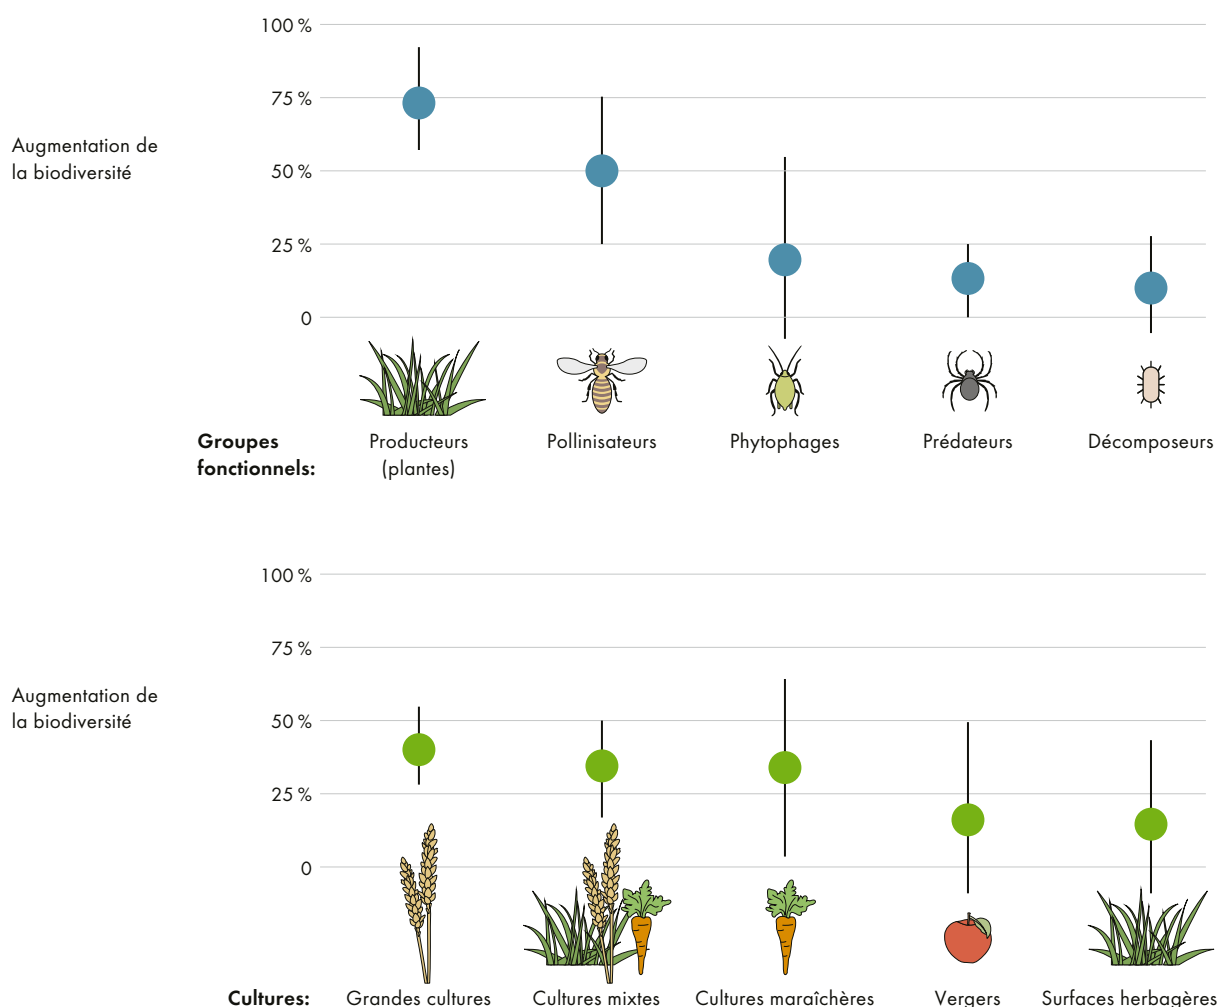 100 %
75 %
Augmentation de
la biodiversité
50 %
25 %
0
Groupes
fonctionnels:
Producteurs
(plantes)
Pollinisateurs
Phytophages
Prédateurs
Décomposeurs
100 %
75 %
Augmentation de
la biodiversité
50 %
25 %
0
Cultures:
Grandes cultures
Cultures mixtes
Cultures maraîchères
Vergers
Surfaces herbagères